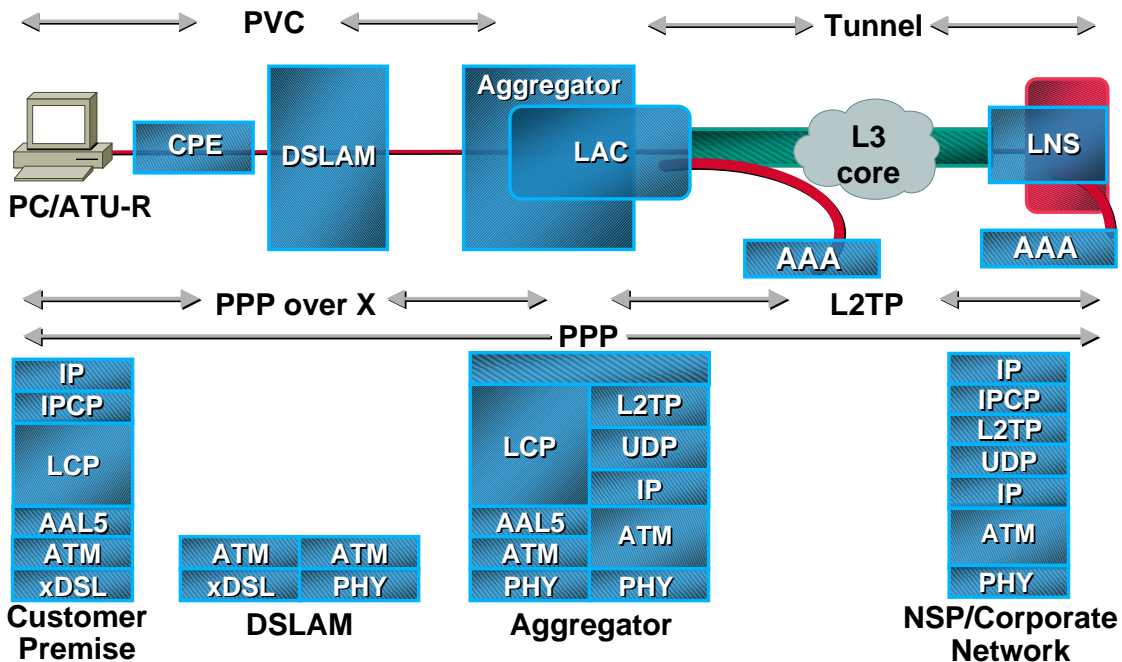 PVC
Tunnel
Aggregator
CPE
DSLAM
LAC
L3
core
LNS
PC/ATU-R
AAA
AAA
PPP over X
L2TP
PPP
IP
IPCP
LCP
AAL5
ATM
xDSL
Customer
Premise
ATM
ATM
xDSL
PHY
DSLAM
LCP
L2TP
UDP
IP
AAL5
ATM
ATM
PHY
PHY
Aggregator
IP
IPCP
L2TP
UDP
IP
ATM
PHY
NSP/Corporate
Network